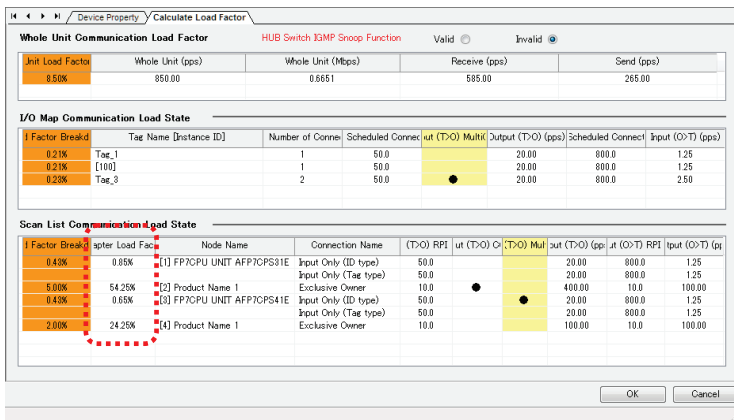 Device Property Calculate Load Factor
Whole Unit Communication Load Factor HUB Switch IGMP Snoop Function Valid Invalid
Unit Load Factor Whole Unit (pps) Whole Unit (Mbps) Receive (pps) Send (pps)
8.50% 850.00 0.6651 585.00 265.00
I/O Map Communication Load State
Factor Breakd Tag Name [Instance ID] Number of Conne Scheduled Connec ut (T>O) Multi Output (T>O) (pps) Scheduled Connect Input (O>T) (pps)
0.21% Tag_1 1 50.0 20.00 800.0 1.25
0.21% [100] 1 50.0 20.00 800.0 1.25
0.23% Tag_3 2 50.0 ● 20.00 800.0 2.50
Scan List Communication Load State
Factor Breakd apter Load Fac Node Name Connection Name (T>O) RPI ut (T>O) (T>O) Mult out (T>O) (pps ut (O>T) RPI tput (O>T) (p
0.43% 0.85% [1] FP7CPU UNIT AFP7CPS31E Input Only (ID type) 50.0 20.00 800.0 1.25
Input Only (Tag type) 50.0 20.00 800.0 1.25
5.00% 54.25% [2] Product Name 1 Exclusive Owner 10.0 ● 400.00 10.0 100.00
0.43% 0.65% [3] FP7CPU UNIT AFP7CPS41E Input Only (ID type) 50.0 ● 20.00 800.0 1.25
Input Only (Tag type) 50.0 20.00 800.0 1.25
2.00% 24.25% [4] Product Name 1 Exclusive Owner 10.0 100.00 10.0 100.00
OK Cancel